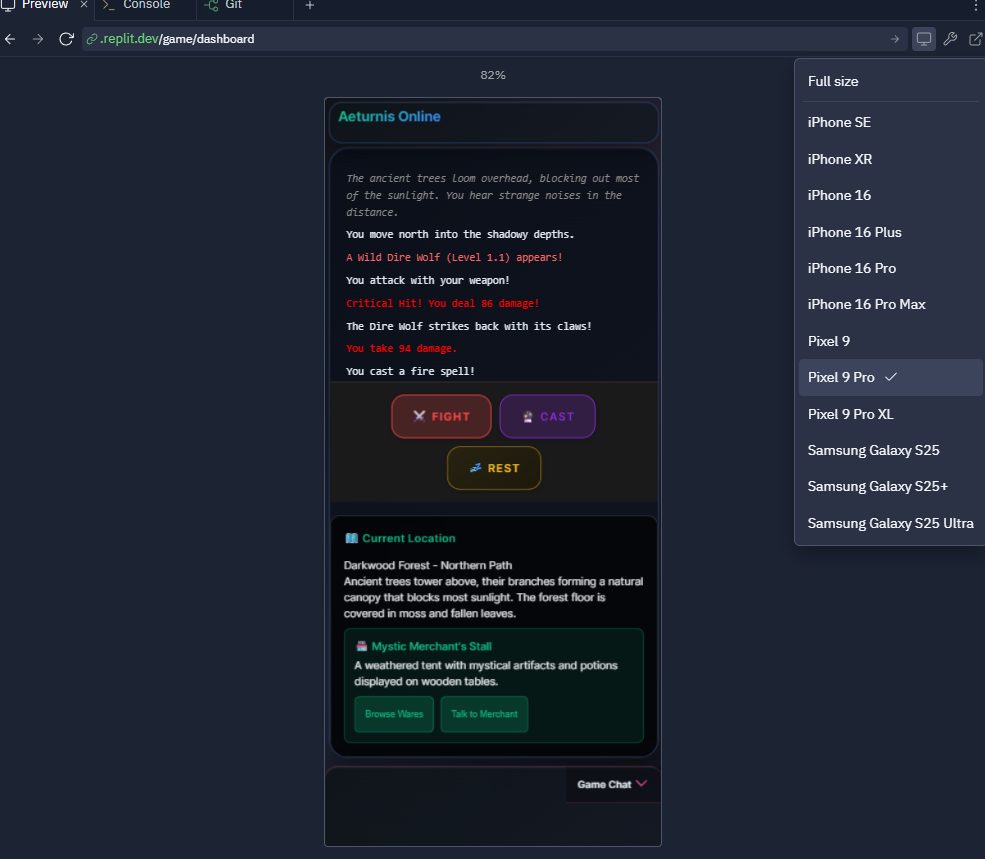 Preview
Console
Git
.replit.dev/game/dashboard
82%
Aeturnis Online
The ancient trees loom overhead, blocking out most
of the sunlight. You hear strange noises in the
distance.
You move north into the shadowy depths.
A Wild Dire Wolf (Level 1.1) appears!
You attack with your weapon!
Critical Hit! You deal 86 damage!
The Dire Wolf strikes back with its claws!
You take 94 damage.
You cast a fire spell!
FIGHT
CAST
REST
Current Location
Darkwood Forest - Northern Path
Ancient trees tower above, their branches forming a natural
canopy that blocks most sunlight. The forest floor is
covered in moss and fallen leaves.
Mystic Merchant's Stall
A weathered tent with mystical artifacts and potions
displayed on wooden tables.
Browse Wares
Talk to Merchant
Game Chat
Full size
iPhone SE
iPhone XR
iPhone 16
iPhone 16 Plus
iPhone 16 Pro
iPhone 16 Pro Max
Pixel 9
Pixel 9 Pro
Pixel 9 Pro XL
Samsung Galaxy S25
Samsung Galaxy S25+
Samsung Galaxy S25 Ultra